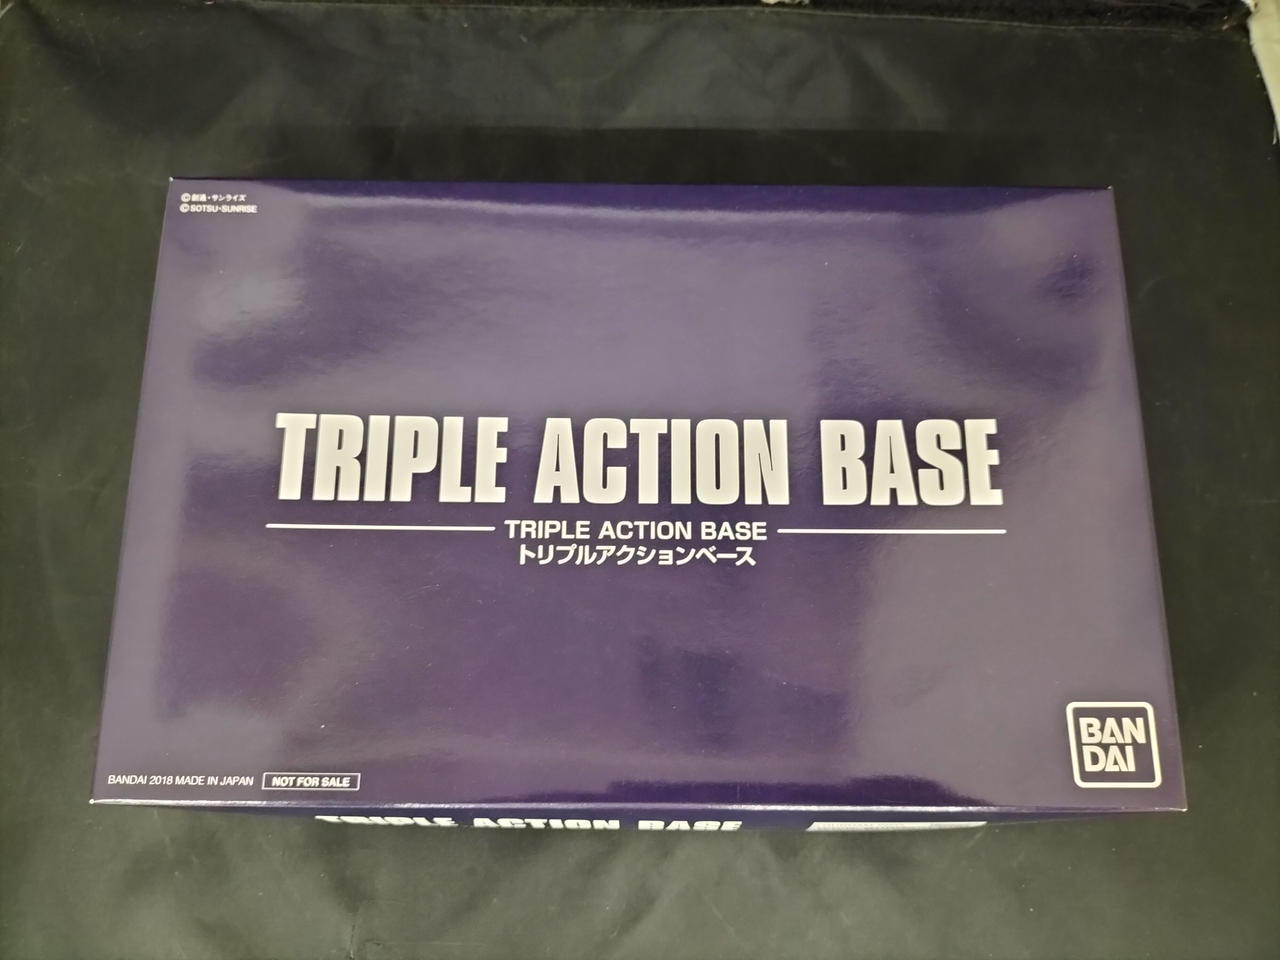 ©創通・サンライズ
©SOTSU・SUNRISE
TRIPLE ACTION BASE
TRIPLE ACTION BASE
トリプルアクションベース
BAN
DAI
BANDAI 2018 MADE IN JAPAN NOT FOR SALE
TRIPLE ACTION BASE